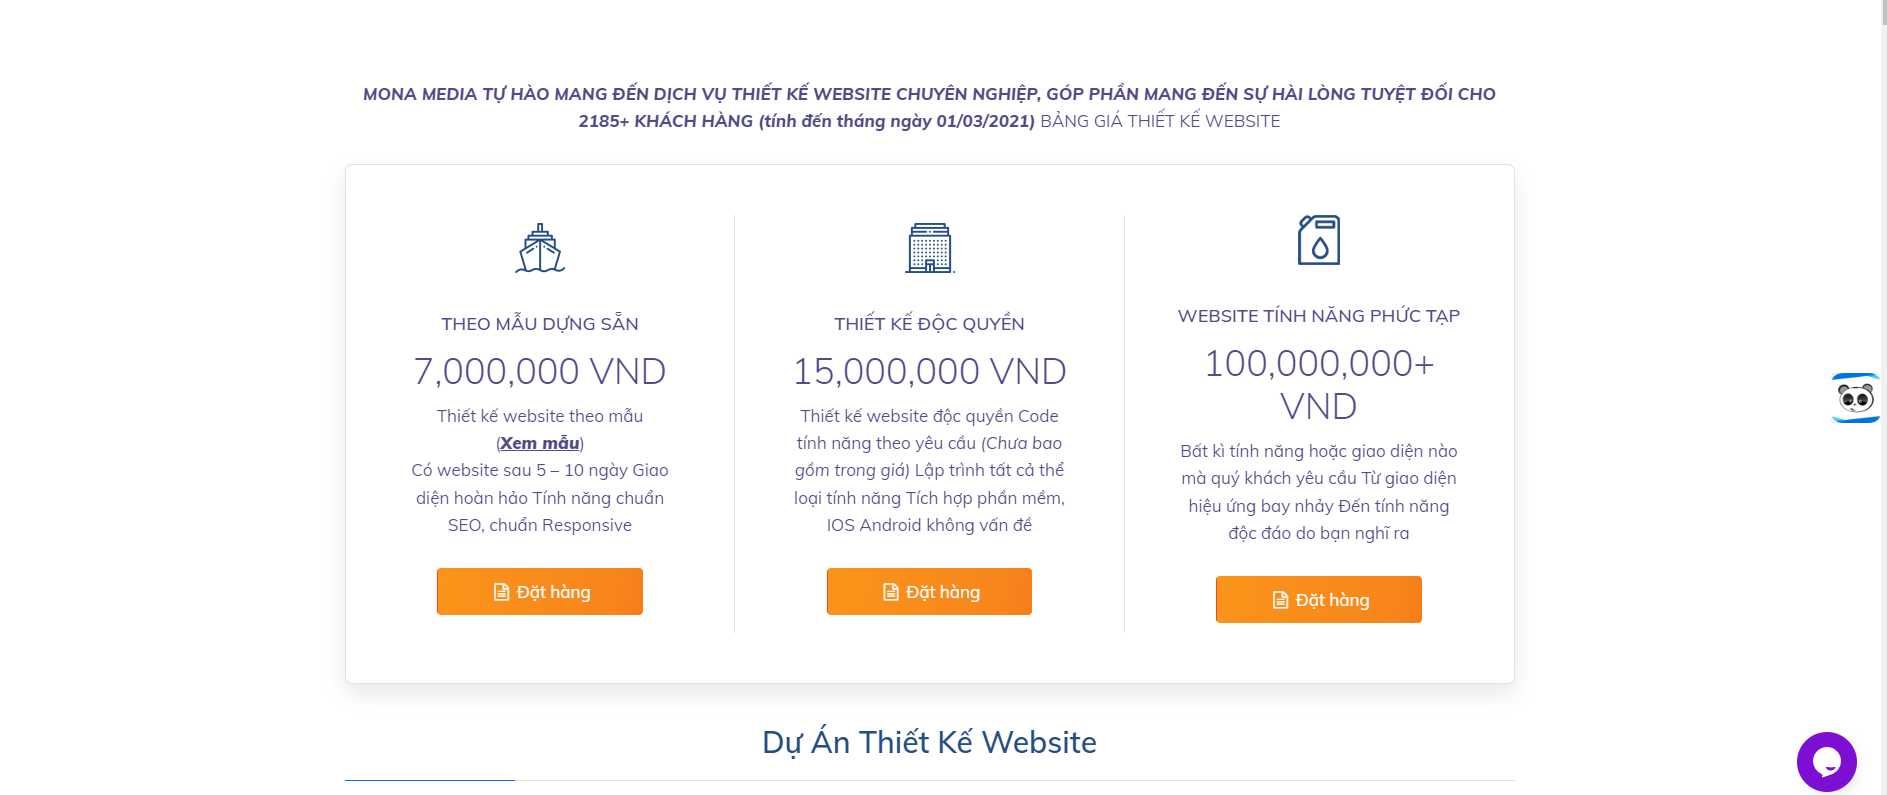 MONA MEDIA TỰ HÀO MANG ĐẾN DỊCH VỤ THIẾT KẾ WEBSITE CHUYÊN NGHIỆP, GÓP PHẦN MANG ĐẾN SỰ HÀI LÒNG TUYỆT ĐỐI CHO
2185+ KHÁCH HÀNG (tính đến tháng ngày 01/03/2021) BẢNG GIÁ THIẾT KẾ WEBSITE
THEO MẪU DỰNG SẴN
7,000,000 VND
Thiết kế website theo mẫu
(Xem mẫu)
Có website sau 5 – 10 ngày Giao
diện hoàn hảo Tính năng chuẩn
SEO, chuẩn Responsive
Đặt hàng
THIẾT KẾ ĐỘC QUYỀN
15,000,000 VND
Thiết kế website độc quyền Code
tính năng theo yêu cầu (Chưa bao
gồm trong giá) Lập trình tất cả thể
loại tính năng Tích hợp phần mềm,
IOS Android không vấn đề
Đặt hàng
WEBSITE TÍNH NĂNG PHỨC TẠP
100,000,000+
VND
Bất kì tính năng hoặc giao diện nào
mà quý khách yêu cầu Từ giao diện
hiệu ứng bay nhảy Đến tính năng
độc đáo do bạn nghĩ ra
Đặt hàng
Dự Án Thiết Kế Website